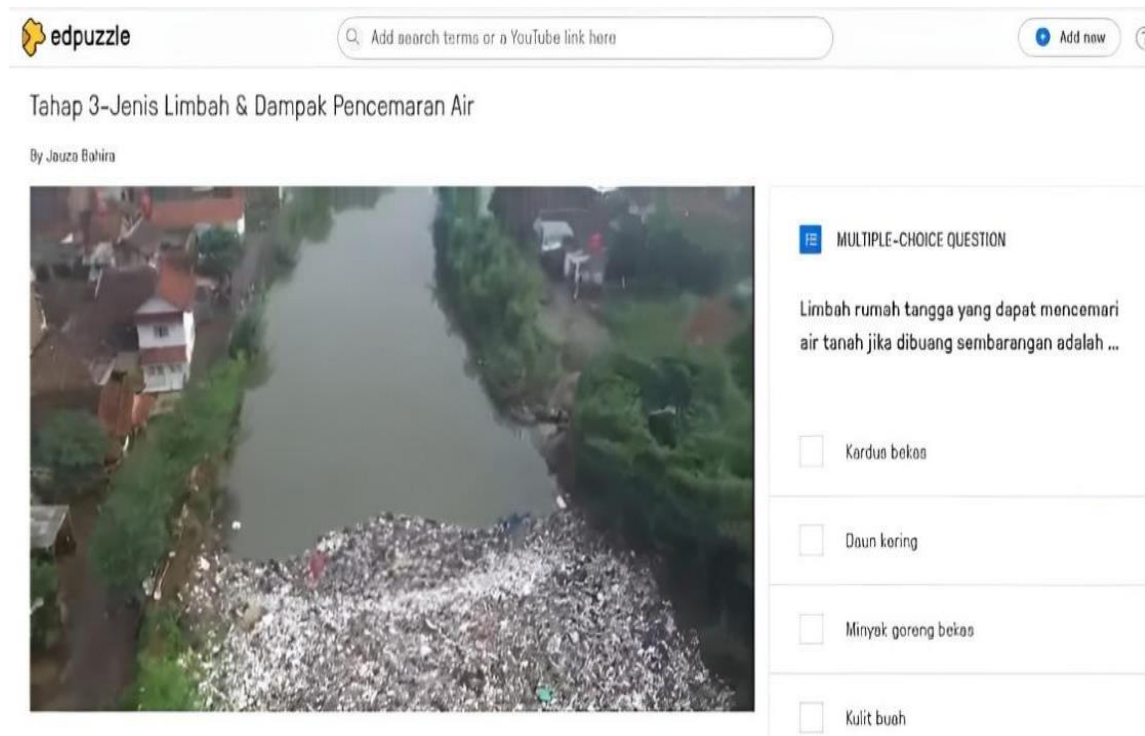 edpuzzle
Add search terms or a YouTube link here
Add new
Tahap 3-Jenis Limbah & Dampak Pencemaran Air
By Jauza Bahira
MULTIPLE-CHOICE QUESTION
Limbah rumah tangga yang dapat mencemari
air tanah jika dibuang sembarangan adalah ...
Kardus bekas
Daun kering
Minyak goreng bekas
Kulit buah